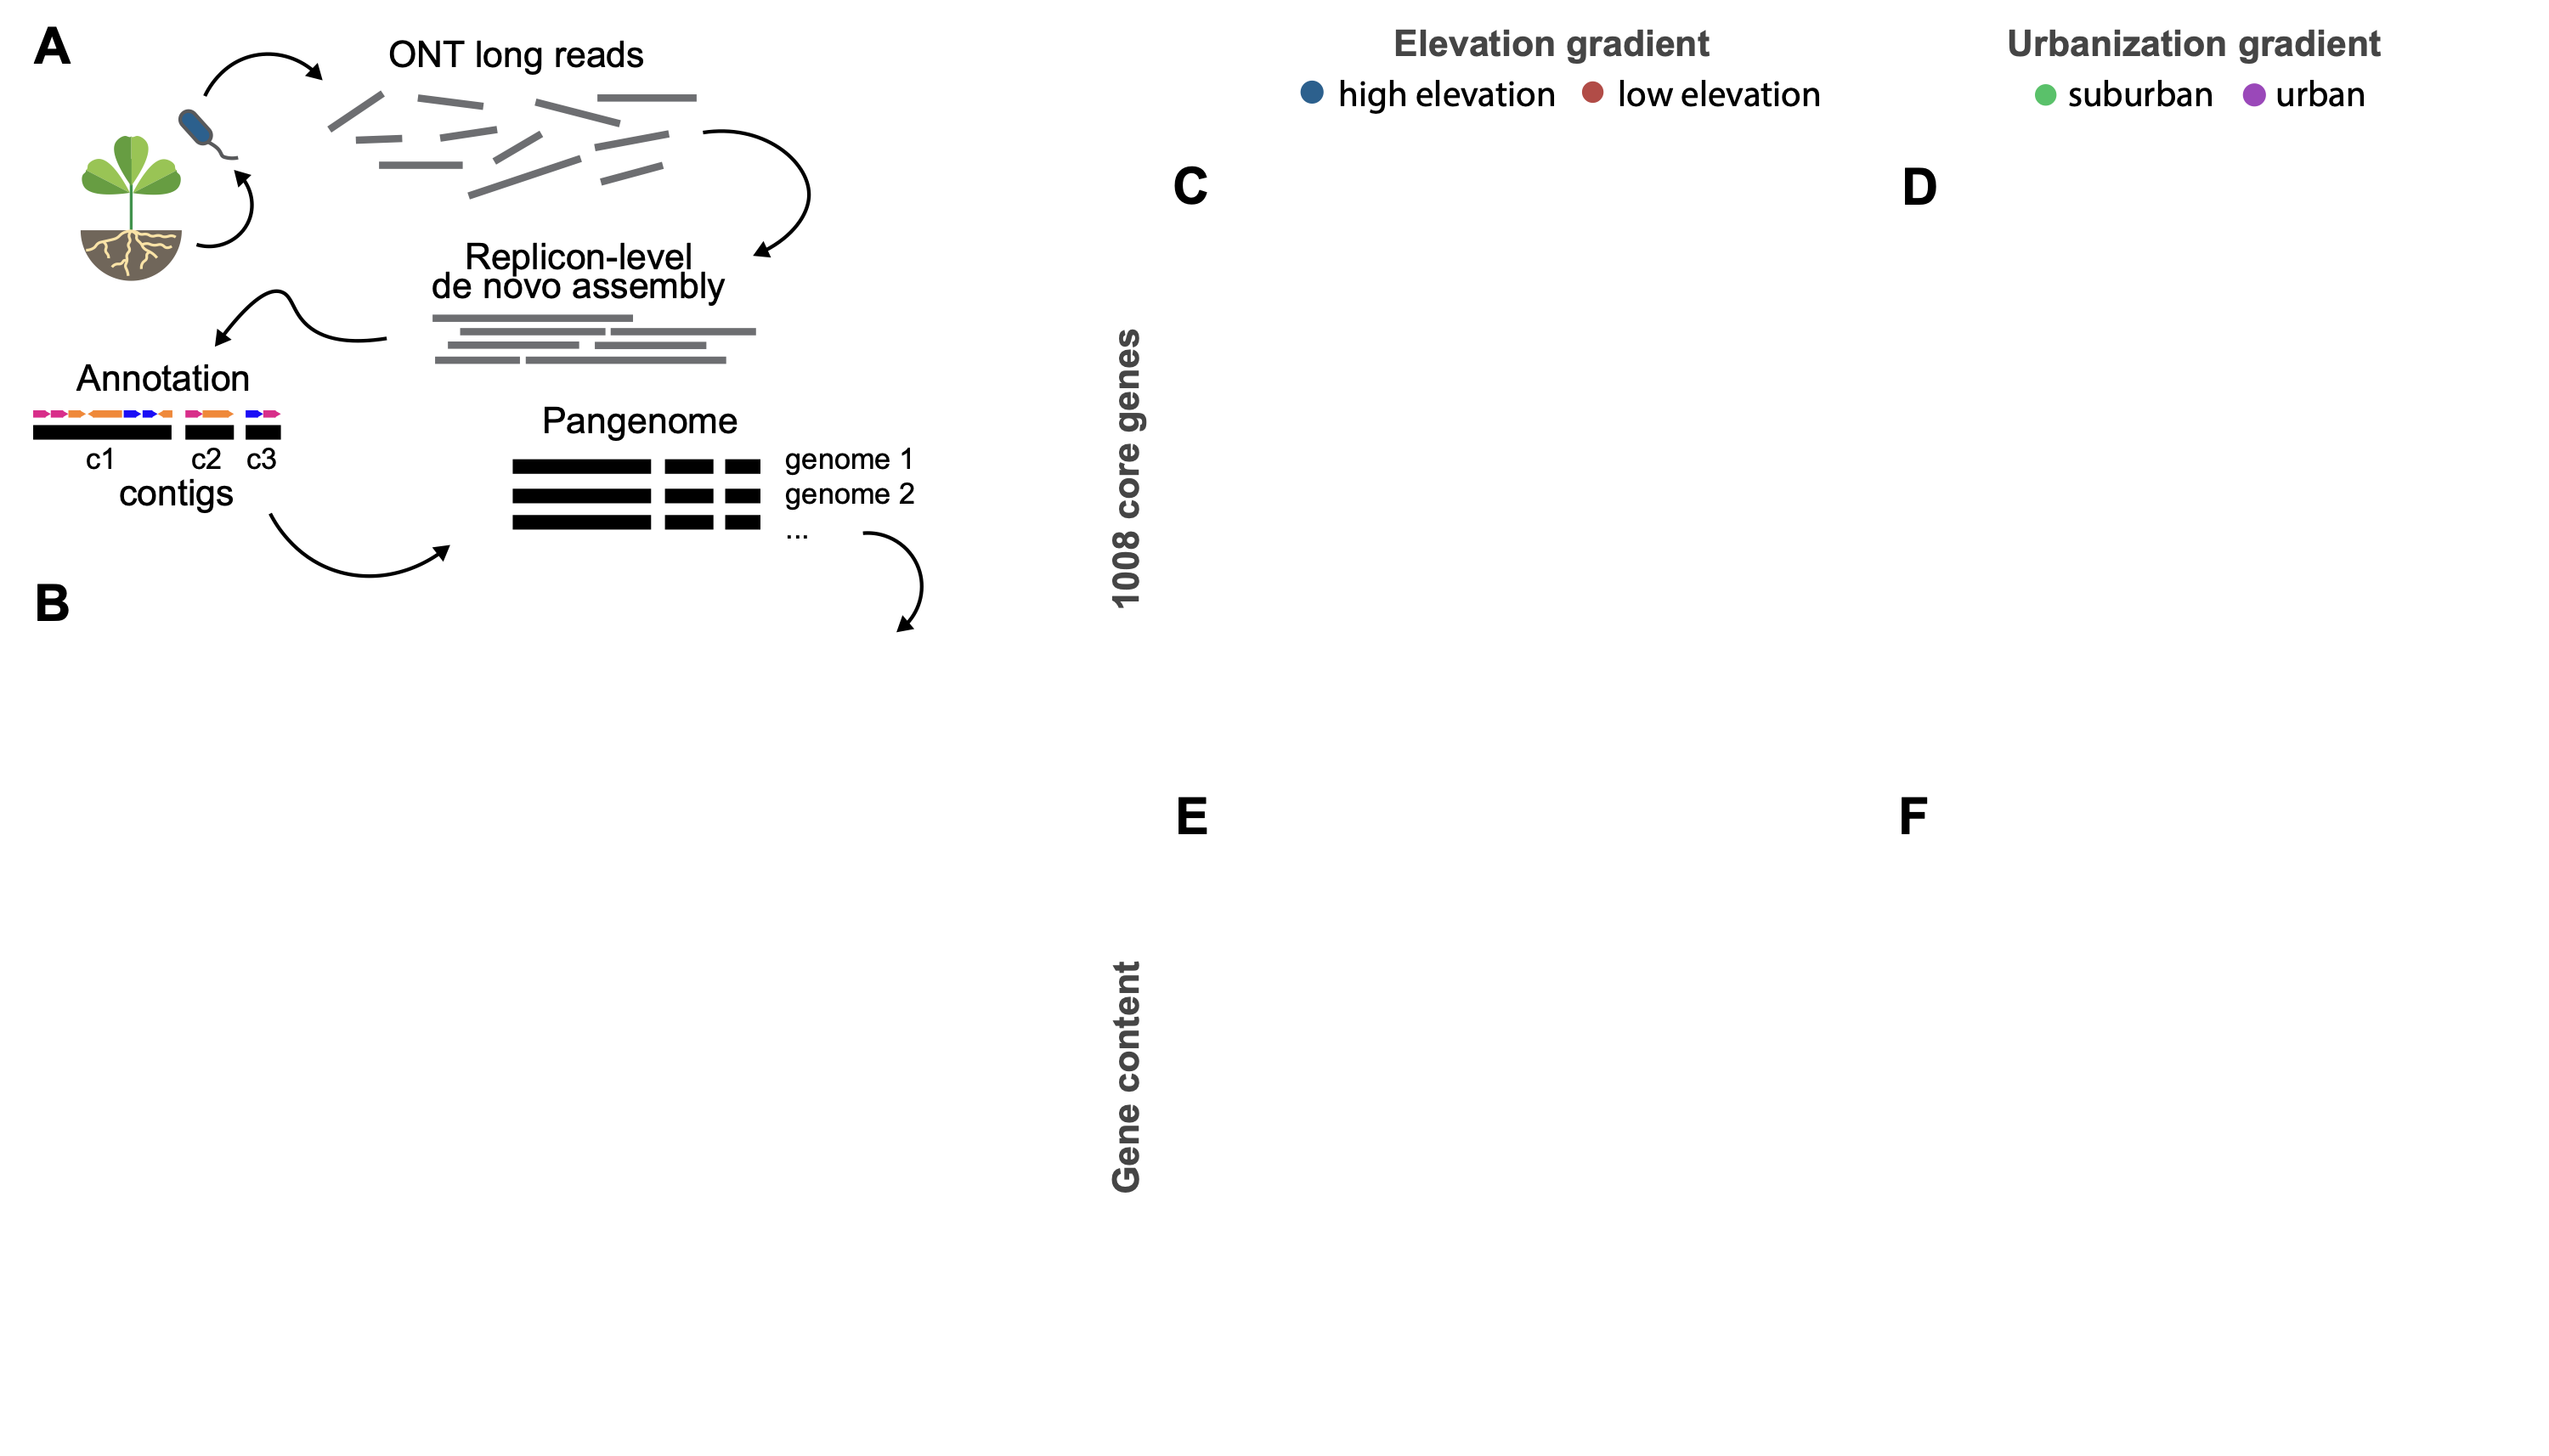 A
ONT long reads
Replicon-level
de novo assembly
Annotation
c1 c2 c3
contigs
Pangenome
genome 1
genome 2
...
B
Elevation gradient
high elevation low elevation
Urbanization gradient
suburban urban
C
D
1008 core genes
E
F
Gene content